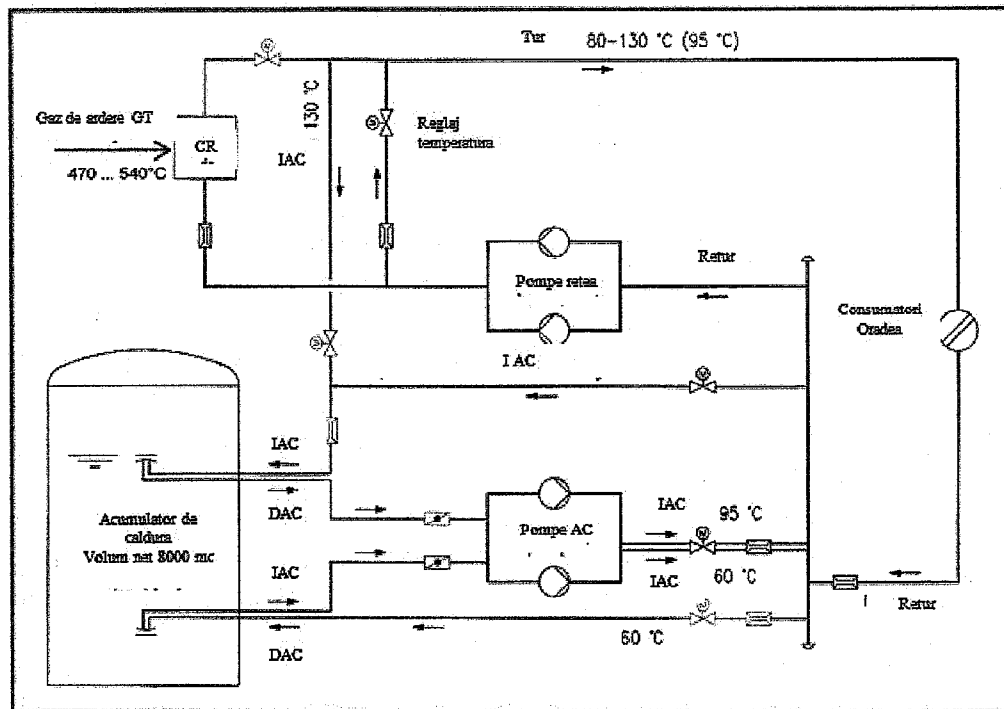 Tur 80-130 °C (95 °C)
Gaz de ardere GT
CR
470 ... 540°C
130 °C
IAC
Reglaj
temperatura
Pompe retea
Retur
Consumatori
Oradea
I AC
IAC
DAC
Acumulator de
caldura
Volum net 8000 mc
IAC
DAC
Pompe AC
IAC
95 °C
IAC
60 °C
60 °C
Retur